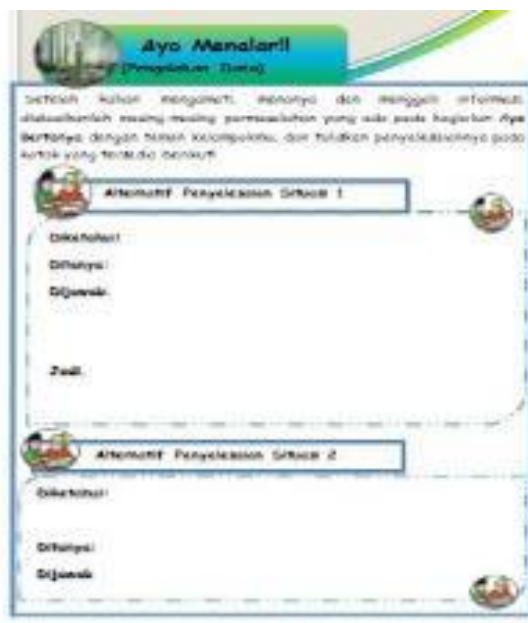 Ayo Menalar!!
(Pengolahan Data)
Setelah kalian mengamati, menanya dan menggali informasi
diskusikanlah masing-masing permasalahan yang ada pada bagian Ayo
Bertanya dengan teman kelompokmu, dan tuliskan penyelesaiannya pada
kotak yang tersedia berikut!
Alternatif Penyelesaian Situasi 1
Diketahui:
Ditanya:
Dijawab:
Jadi,
Alternatif Penyelesaian Situasi 2
Diketahui:
Ditanya:
Dijawab: